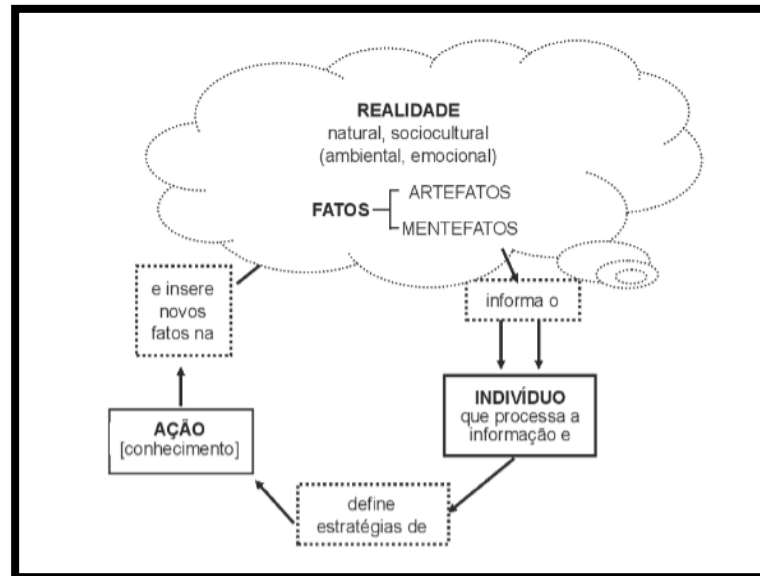 REALIDADE
natural, sociocultural
(ambiental, emocional)
FATOS
ARTEFATOS
MENTEFATOS
informa o
INDIVÍDUO
que processa a
informação e
define
estratégias de
AÇÃO
[conhecimento]
e insere
novos
fatos na